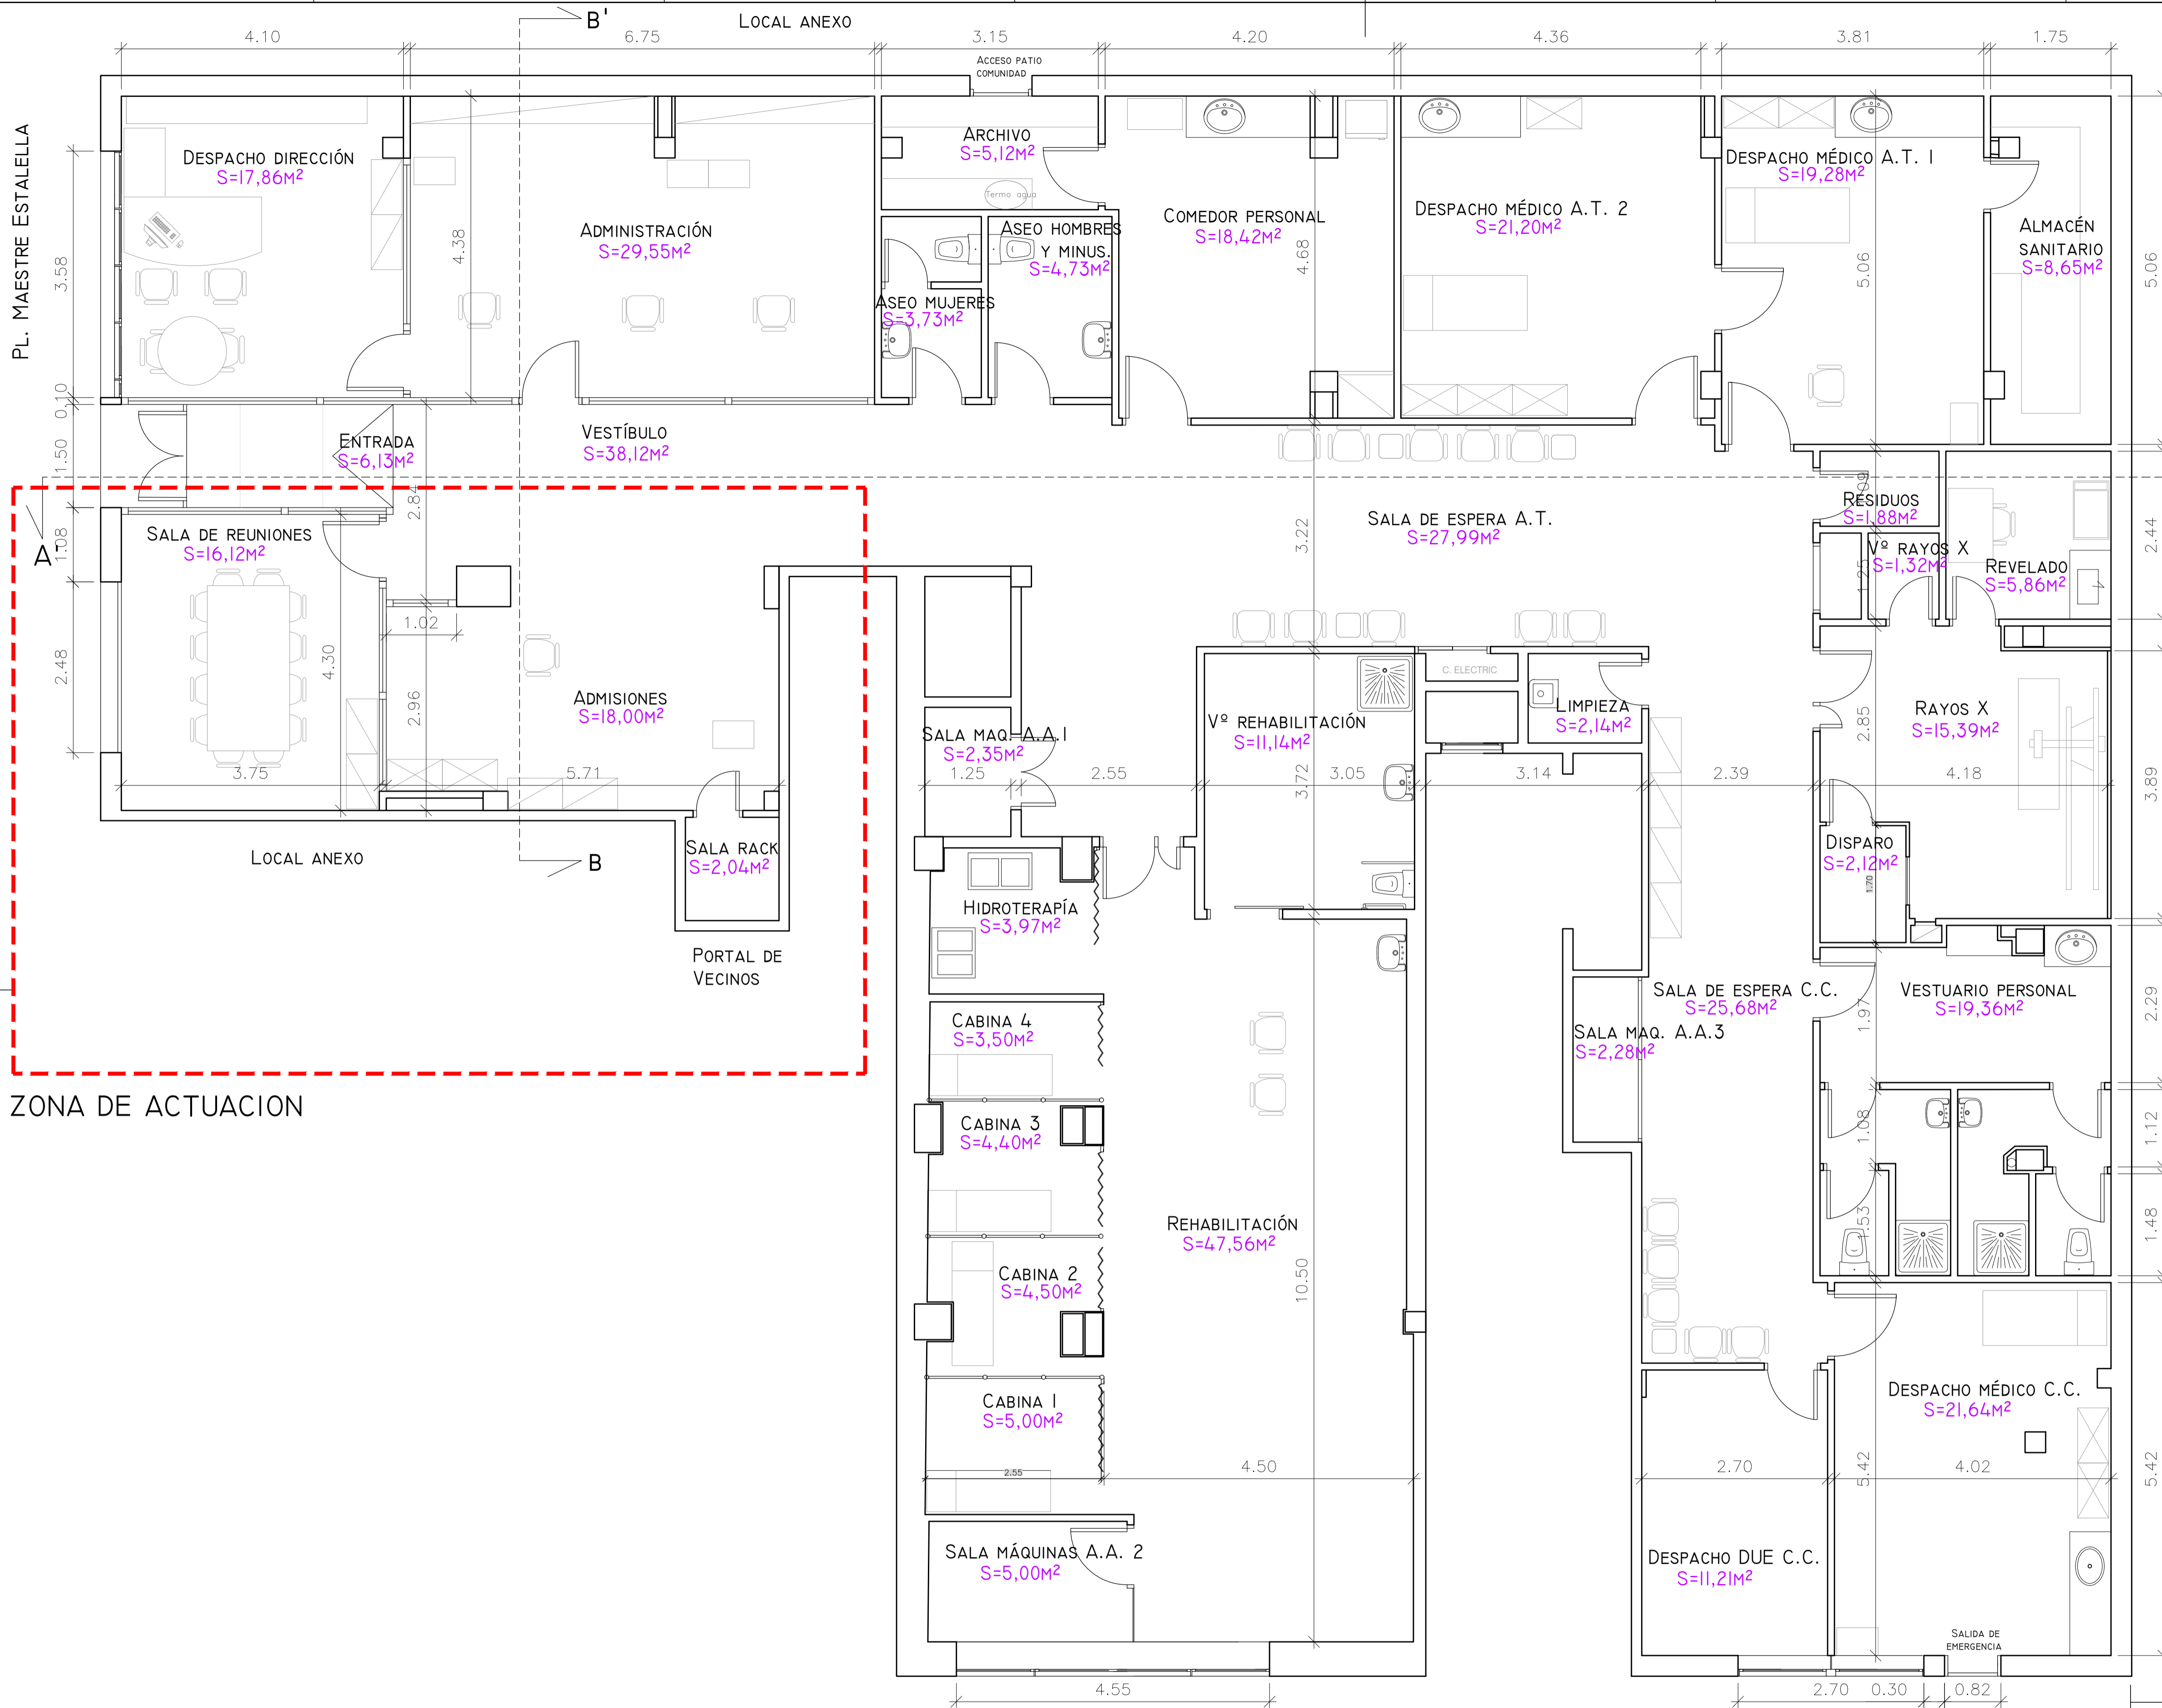 B'
LOCAL ANEXO
4.10
6.75
3.15
4.20
4.36
3.81
1.75
ACCESO PATIO
COMUNIDAD
PL. MAESTRE ESTALELLA
3.58
0.10
1.50
1.08
2.48
DESPACHO DIRECCIÓN
S=17,86M²
4.38
ADMINISTRACIÓN
S=29,55M²
ARCHIVO
S=5,12M²
Termo agua
ASEO HOMBRES
Y MINUS.
S=4,73M²
ASEO MUJERES
S=3,73M²
COMEDOR PERSONAL
S=18,42M²
4.68
DESPACHO MÉDICO A.T. 2
S=21,20M²
DESPACHO MÉDICO A.T. 1
S=19,28M²
5.06
ALMACÉN
SANITARIO
S=8,65M²
5.06
ENTRADA
S=6,13M²
VESTÍBULO
S=38,12M²
2.84
A'
SALA DE REUNIONES
S=16,12M²
4.30
1.02
2.96
ADMISIONES
S=18,00M²
3.75
5.71
SALA DE ESPERA A.T.
S=27,99M²
3.22
RESIDUOS
S=1,88M²
Vº RAYOS X
S=1,32M²
1.25
REVELADO
S=5,86M²
2.44
C. ELECTRIC
LIMPIEZA
S=2,14M²
Vº REHABILITACIÓN
S=11,14M²
3.72
SALA MAQ. A.A.1
S=2,35M²
1.25
2.55
3.05
3.14
2.39
4.18
RAYOS X
S=15,39M²
2.85
3.89
DISPARO
S=2,12M²
1.70
LOCAL ANEXO
B
SALA RACK
S=2,04M²
PORTAL DE
VECINOS
HIDROTERAPÍA
S=3,97M²
CABINA 4
S=3,50M²
SALA DE ESPERA C.C.
S=25,68M²
SALA MAQ. A.A.3
S=2,28M²
VESTUARIO PERSONAL
S=19,36M²
1.97
2.29
ZONA DE ACTUACION
CABINA 3
S=4,40M²
1.08
1.12
REHABILITACIÓN
S=47,56M²
10.50
1.53
1.48
CABINA 2
S=4,50M²
CABINA 1
S=5,00M²
2.55
4.50
2.70
4.02
DESPACHO MÉDICO C.C.
S=21,64M²
5.42
5.42
SALA MÁQUINAS A.A. 2
S=5,00M²
DESPACHO DUE C.C.
S=11,21M²
SALIDA DE
EMERGENCIA
4.55
2.70
0.30
0.82